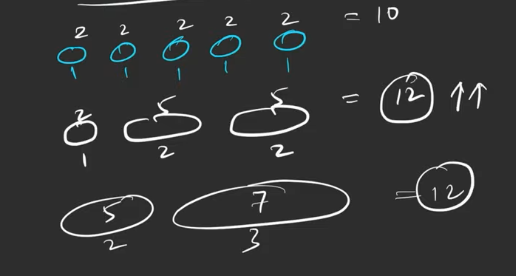 2 2 2 2 2 = 10
1 1 1 1 1
2 5 5 = 12 ↑↑
1 2 2
5 7 = 12
2 3